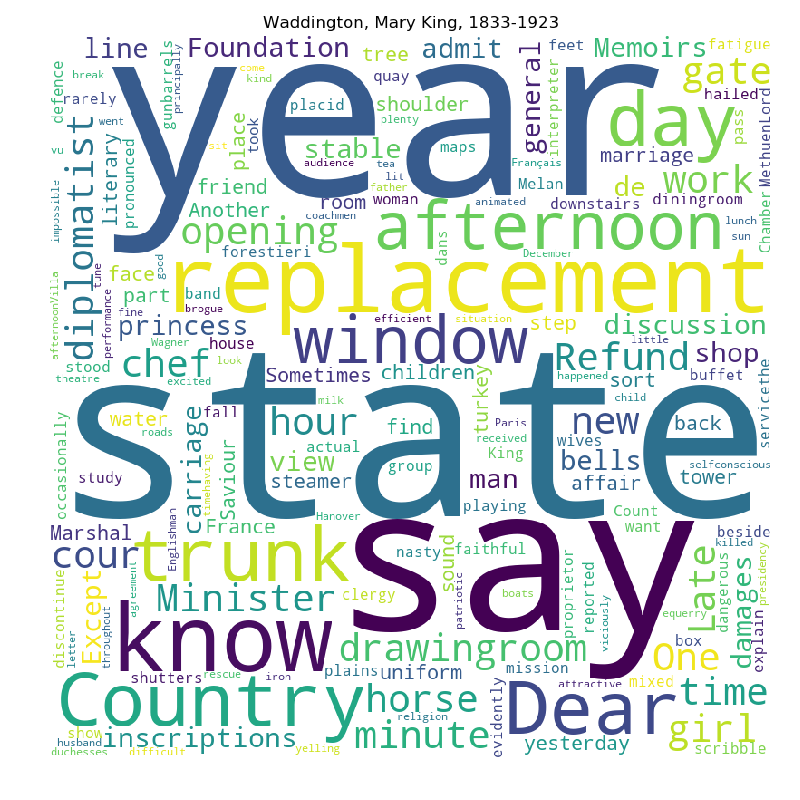 Waddington, Mary King, 1833-1923
line Foundation tree admit feet Memoirs fatigue
year
break come kind quay gate
defence rarely gunbarrels principally placid shoulder general interpreter hailed
went took plenty day pass MethuenLord
vu sit place stable maps Français marriage
impossible diplomatist literary pronounced audience tea lit
friend father animated de work
Another room woman Melan downstairs diningroom Chamber
coachmen lunch
opening afternoon sun
forestieri dans December
good tune face replacement
afternoonVilla performance part band
brogue
fine princess efficient situation step discussion
stood Wagner house window little
theatre chef look Refund shop
excited Sometimes children happened sort buffet
state child servicethe
milk turkey
water carriage fall hour Paris new back
occasionally roads actual find received wives
timehaving view group King bells selfconscious
study Saviour steamer man affair tower
playing
Hanover Count
Marshal Englishman France say want beside
cour trunk nasty faithful sound killed
discontinue Except agreement Minister clergy patriotic boats proprietor reported viciously Late dangerous damages presidency
equerry explain
letter throughout know drawingroom box One
shutters rescue iron plains uniform mission attractive mixed
Country horse Dear time
religion evidently girl
show inscriptions minute yesterday scribble
husband
duchesses difficult yelling